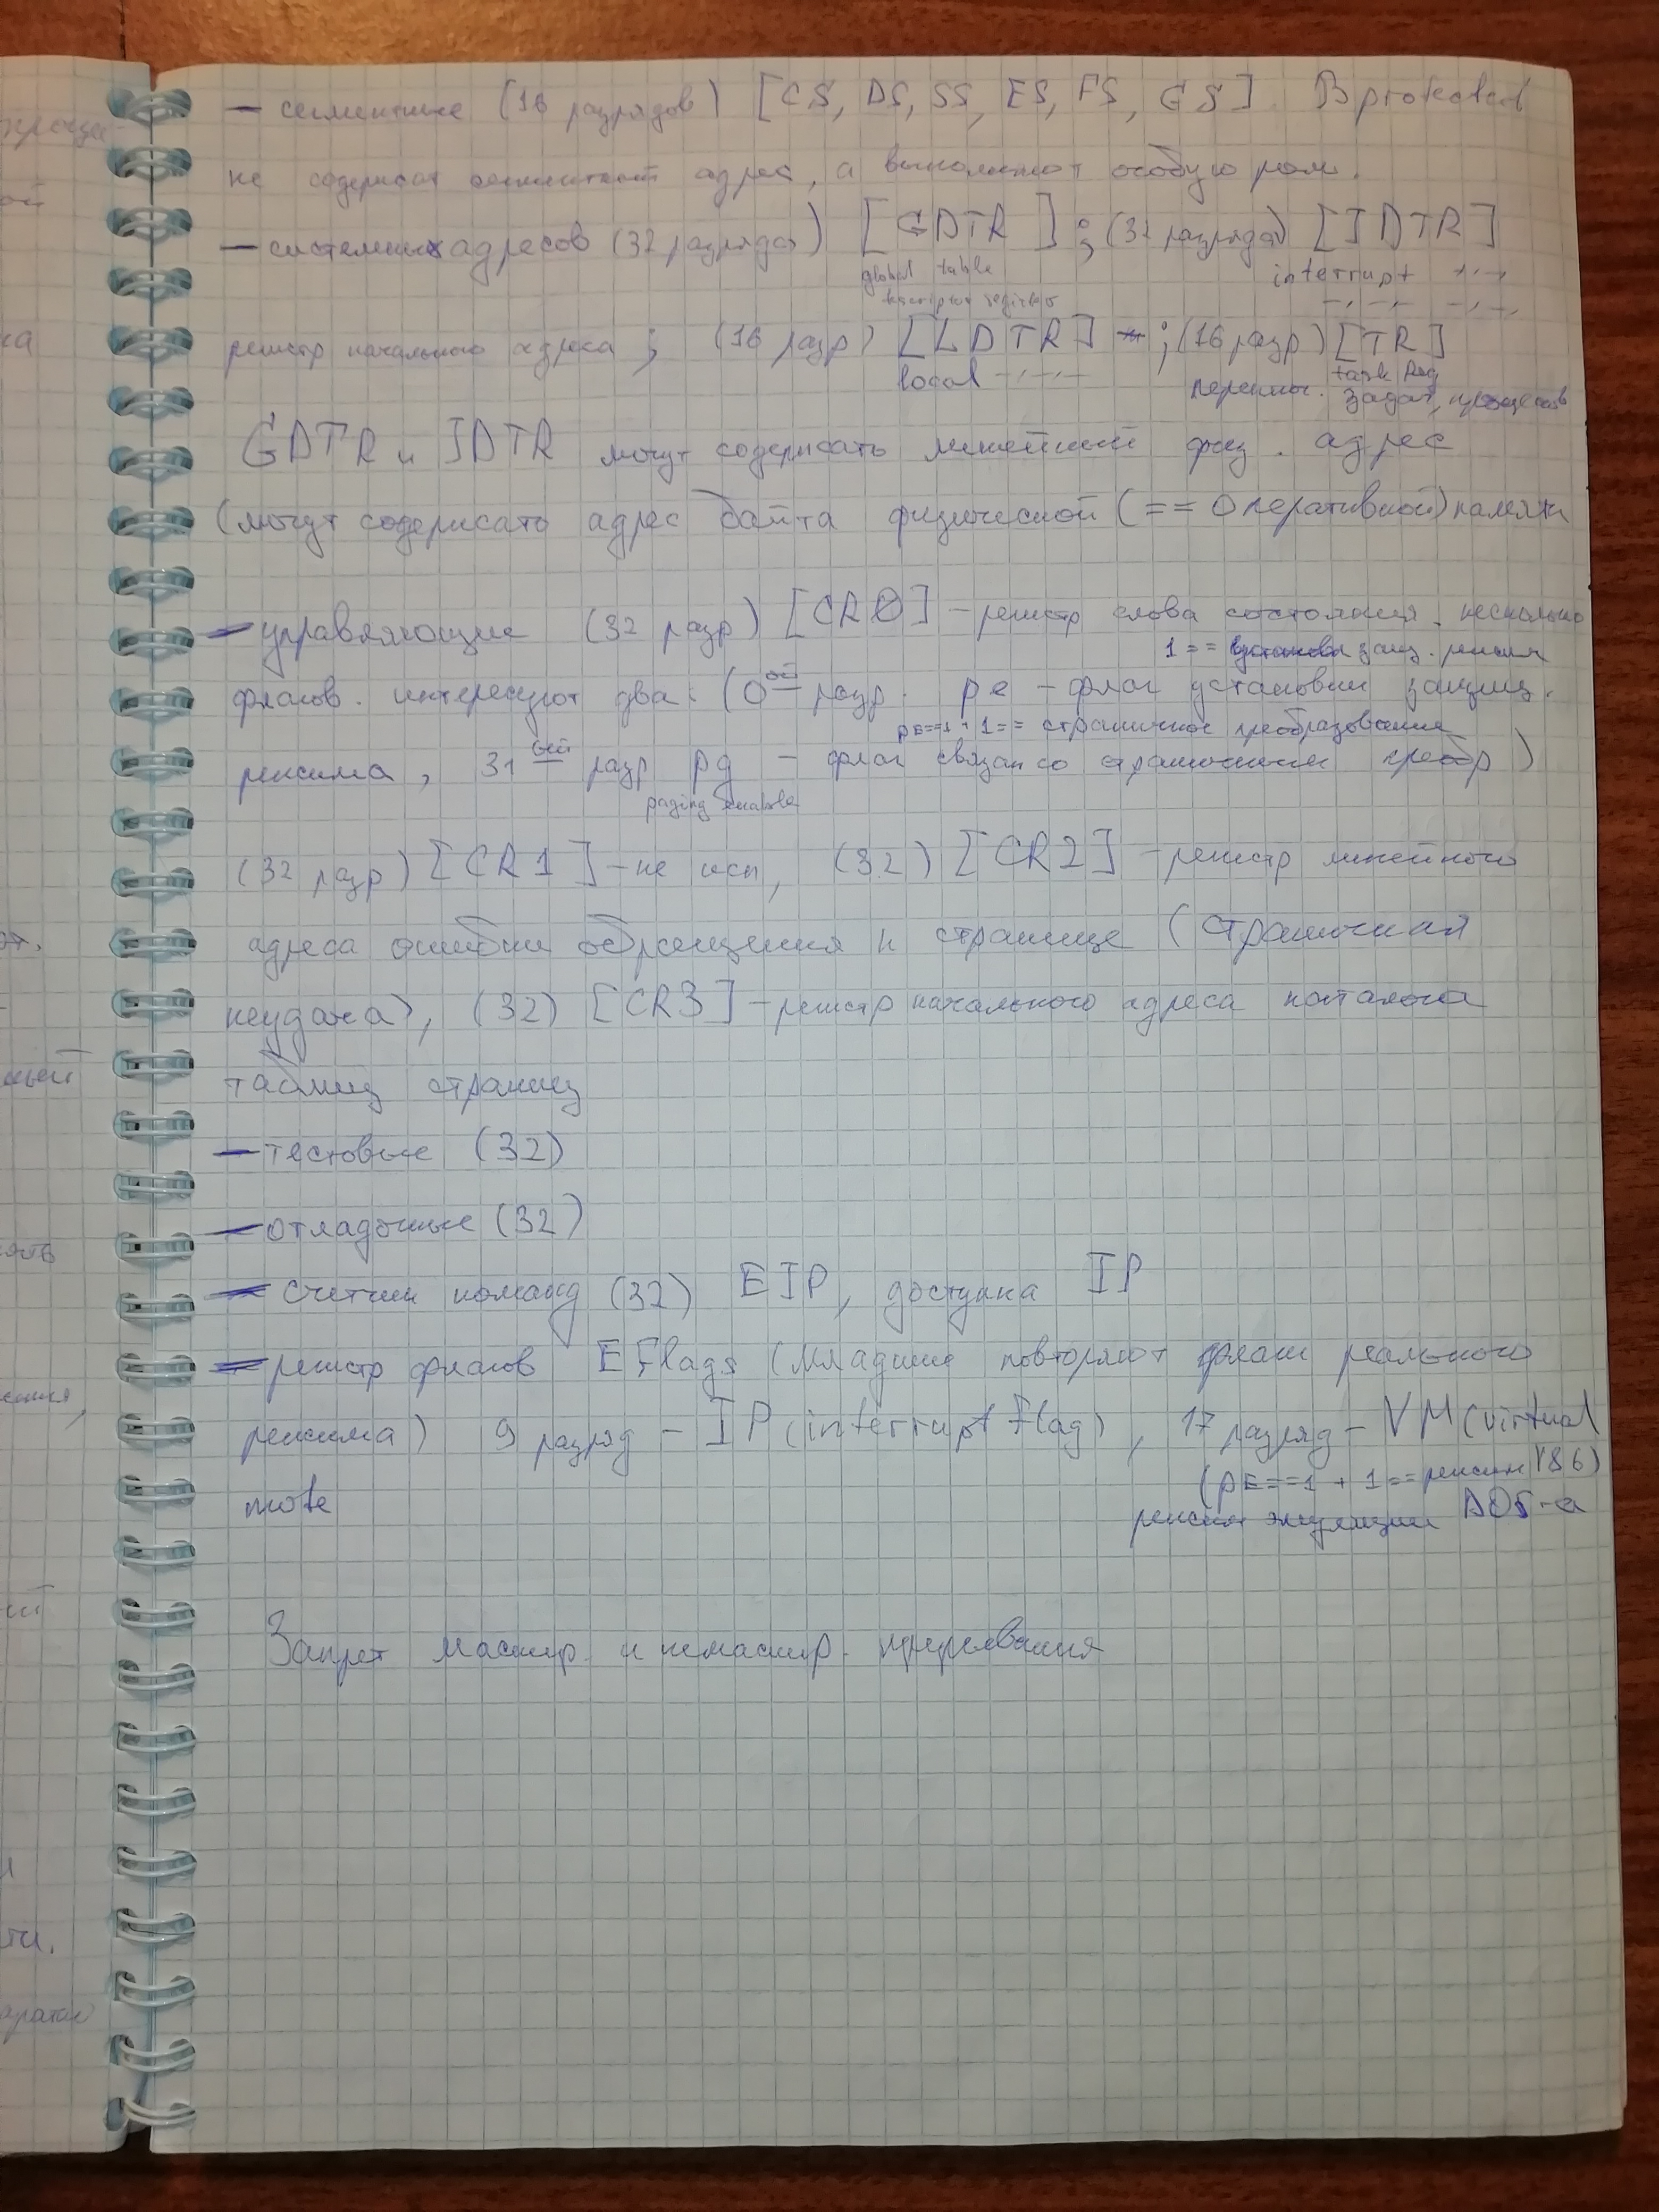 — сегментные (16 разрядов) [CS, DS, SS, ES, FS, GS]. В protected
не содержат сегментный адрес, а выполняют особую роль.
— системных адресов (32 разряда) [GDTR]; (32 разряда) [IDTR]
global table
interrupt -//-
descriptor register
-//- -//-
регистр начального адреса; (16 разр) [LDTR]; (16 разр) [TR]
local -//-
task Reg
переключ. задач, процессов
GDTR и IDTR могут содержать линейный физ. адрес
(могут содержать адрес байта физической (== Оперативной) памяти
— управляющие (32 разр) [CR0] – регистр слова состояния. несколько
1 == установка защ. режим
флагов. интересуют два: (0ой разр. pe – флаг установки защищ.
pE==1 + 1 == страничное преобразование
режима, 31ый разр pg – флаг связан со страничным преобр)
paging enable
(32 разр) [CR1] – не исп, (32) [CR2] – регистр линейного
адреса ошибки обращения к странице (страничная
неудача), (32) [CR3] – регистр начального адреса каталога
таблиц страниц
— тестовые (32)
— отладочные (32)
— счетчик команд (32) EIP, доступна IP
— регистр флагов EFlags (младшие повторяют флаги реального
режима) 9 разряд – IP (interrupt Flag), 17 разряд – VM (virtual
(pE==1 + 1 == режим V86)
mote
режим эмуляции DOS-а
Запрет маскир. и немаскир. прерывания